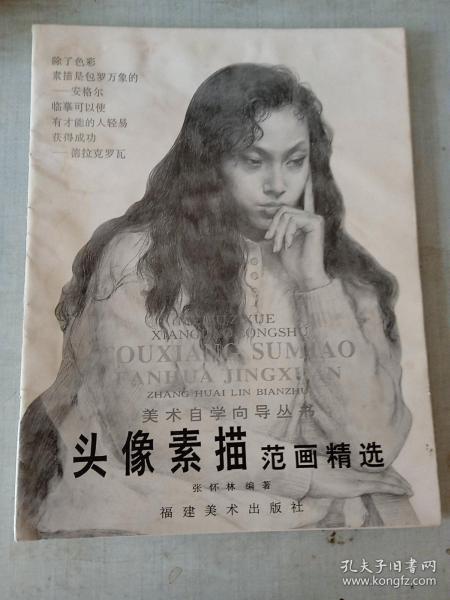 除了色彩
素描是包罗万象的
——安格尔
临摹可以使
有才能的人轻易
获得成功
——德拉克罗瓦
XUE
TOUXIANG SUMIAO
FANHUA JINGXUAN
ZHANG HUAI LIN BIANZHU
美术自学向导丛书
头像素描 范画精选
张怀林 编著
福建美术出版社
孔夫子旧书网
www.kongfz.com